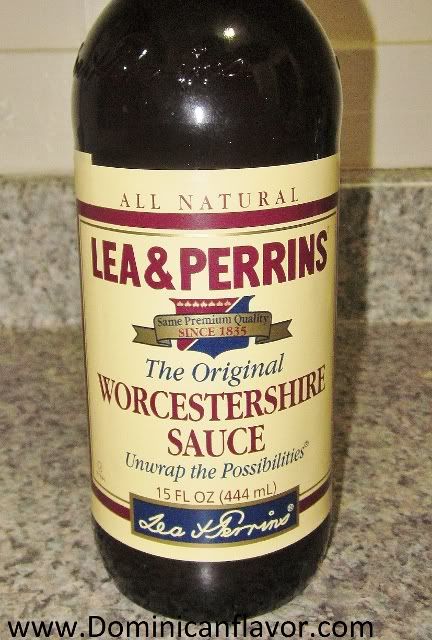 ALL NATURAL
LEA & PERRINS
Same Premium Quality
SINCE 1835
The Original
WORCESTERSHIRE
SAUCE
Unwrap the Possibilities®
15 FL OZ (444 mL)
Lea & Perrins®
www.Dominicanflavor.com